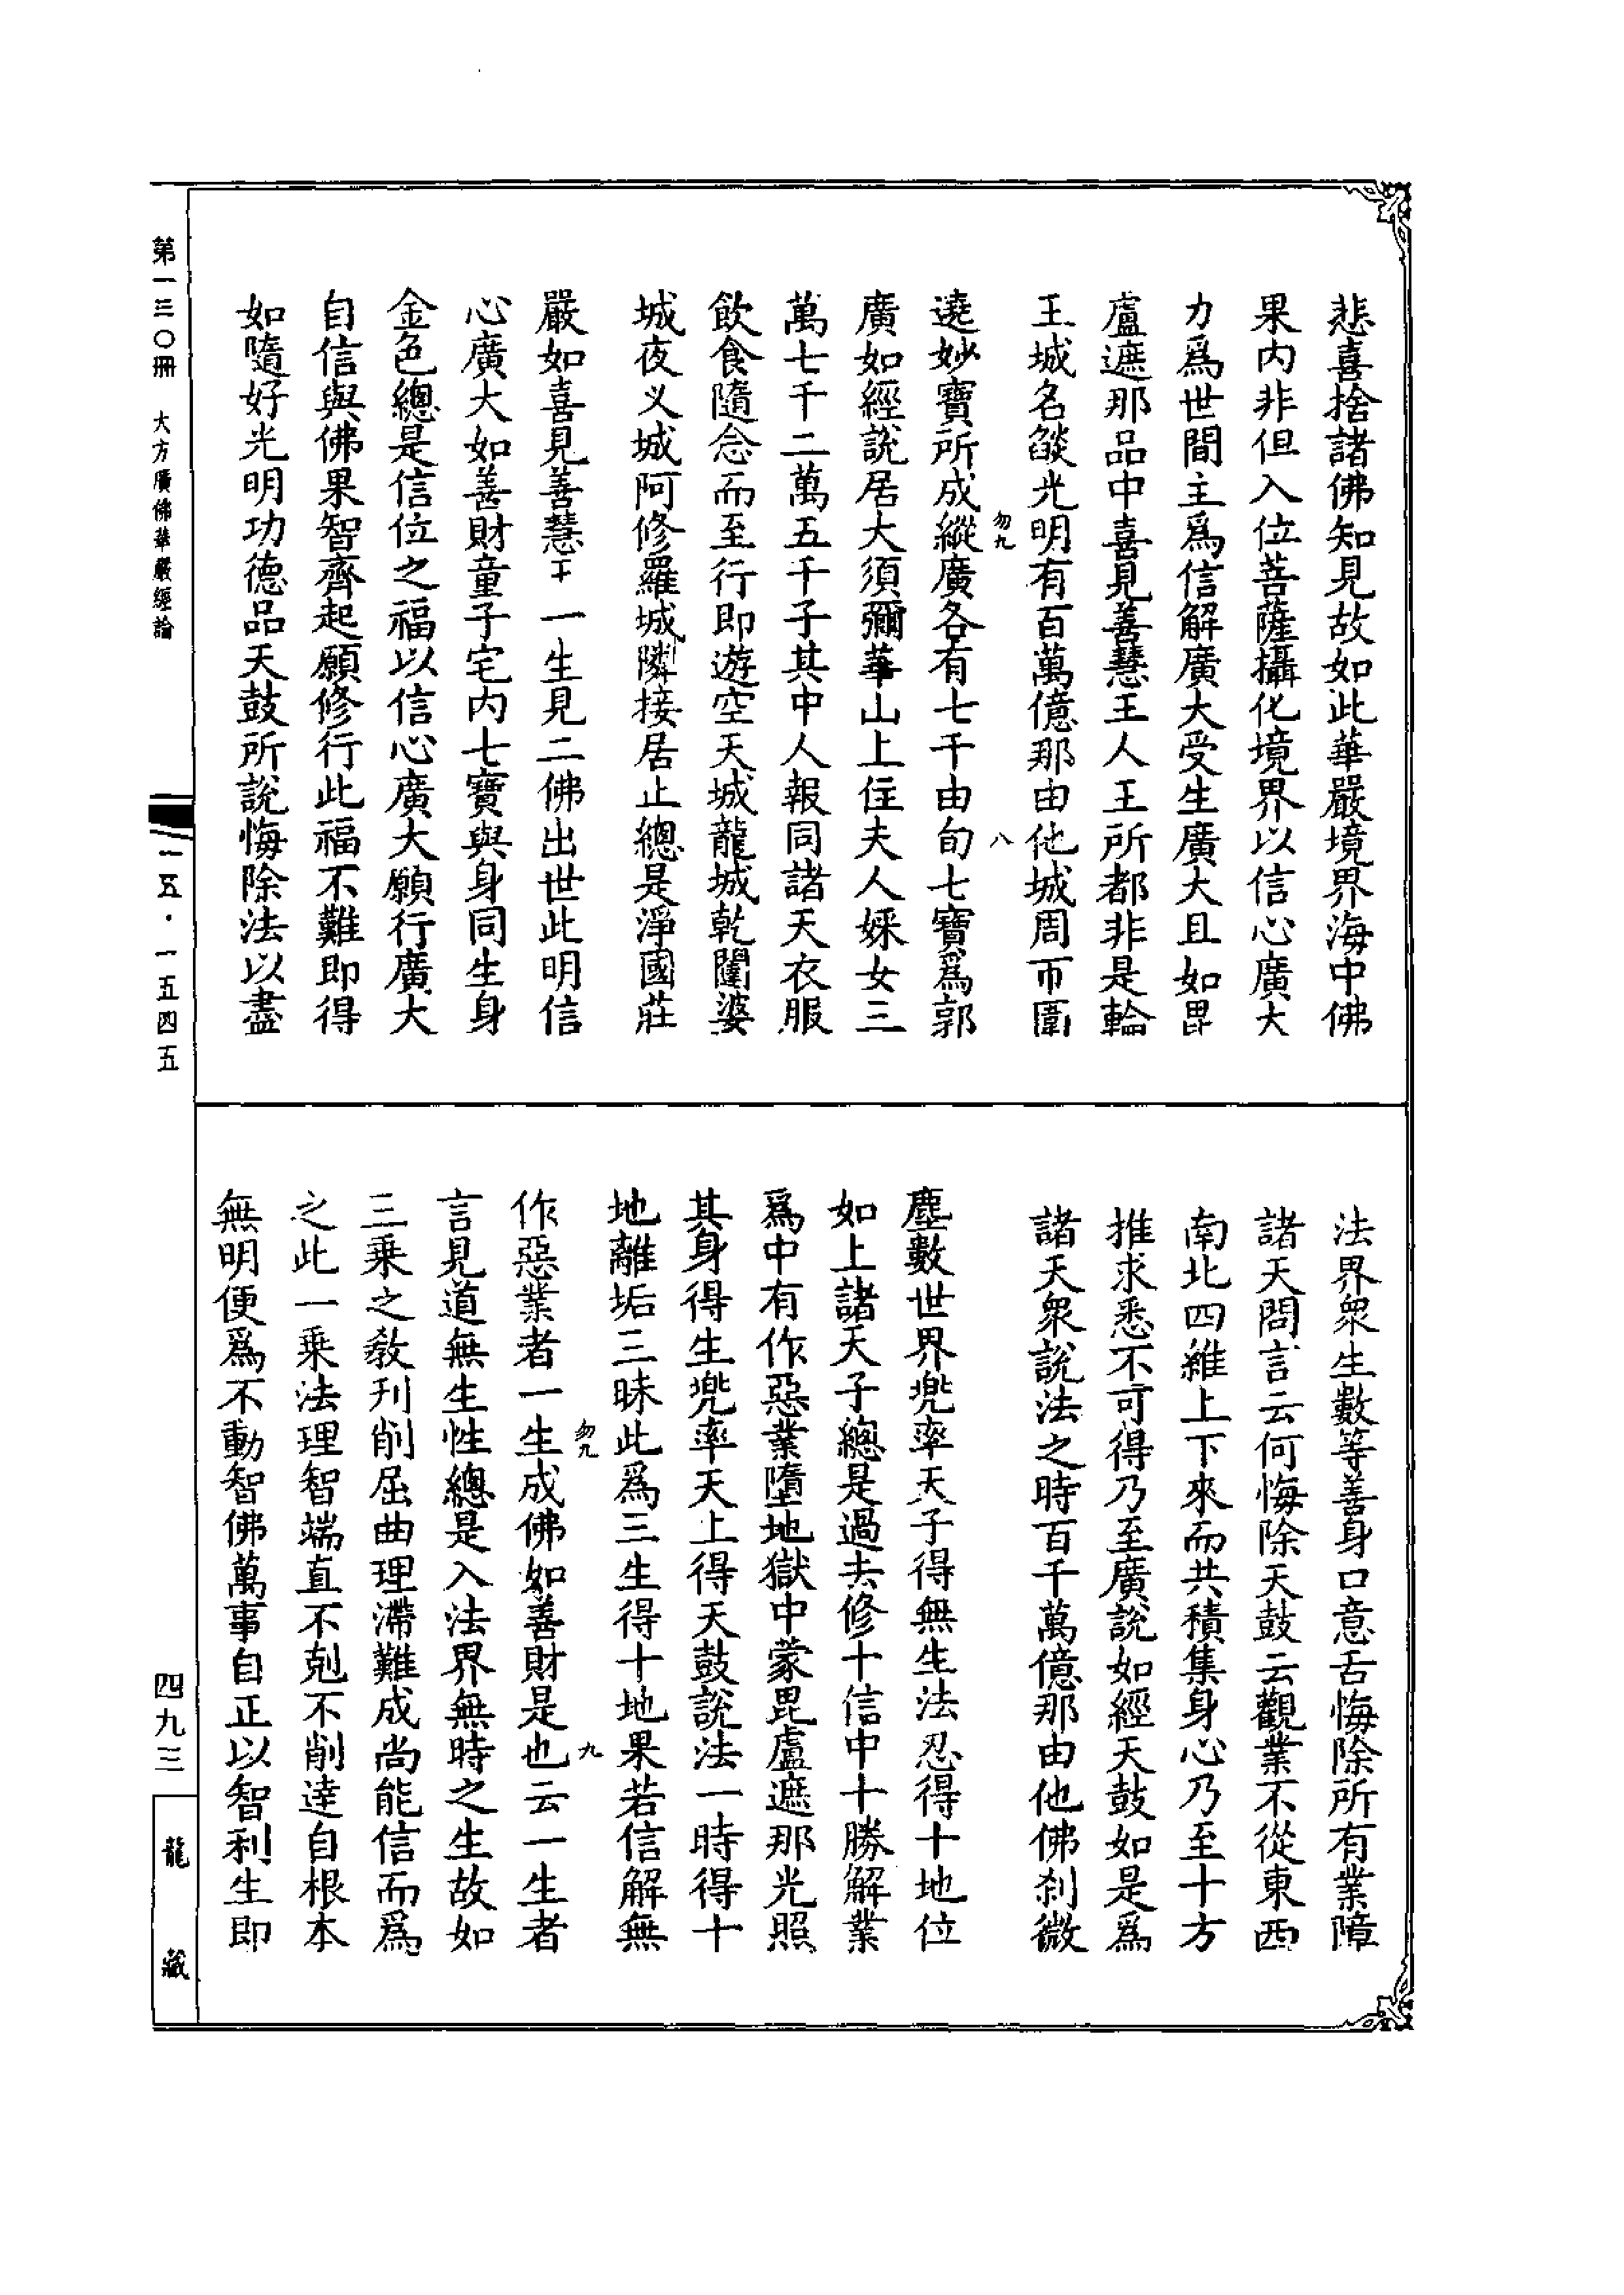 悲喜捨諸佛知見故如此華嚴境界海中佛
果内非但入位菩薩攝化境界以信心廣大
力爲世間主爲信解廣大受生廣大且如毘
盧遮那品中喜見善慧王人王所都非是輪
王城名燄光明有百萬億那由他城周帀圍
遶妙寶所成縱廣各有七千由旬七寶爲郭
廣如經說居大須彌華山上住夫人婇女三
萬七千二萬五千子其中人報同諸天衣服
飲食隨念而至行即遊空天城龍城乾闥婆
城夜义城阿修羅城隣接居止總是淨國莊
嚴如喜見善慧王一生見二佛出世此明信
心廣大如善財童子宅内七寶與身同生身
金色總是信位之福以信心廣大願行廣大
自信與佛果智齊起願修行此福不難即得
如隨好光明功德品天鼓所說悔除法以盡
法界衆生數等善身口意舌悔除所有業障
諸天問言云何悔除天鼓云觀業不從東西
南北四維上下來而共積集身心乃至十方
推求悉不可得乃至廣說如經天鼓如是爲
諸天衆說法之時百千萬億那由他佛刹微
塵數世界兜率天子得無生法忍得十地位
如上諸天子總是過去修十信中十勝解業
爲中有作惡業墮地獄中蒙毘盧遮那光照
其身得生兜率天上得天鼓說法一時得十
地離垢三昧此爲三生得十地果若信解無
作惡業者一生成佛如善財是也云一生者
言見道無生性總是入法界無時之生故如
三乗之教刋削屈曲理滯難成尚能信而爲
之此一乗法理智端直不剋不削達自根本
無明便爲不動智佛萬事自正以智利生即
勿九
八
勿九
九
第一三〇冊 大方廣佛華嚴經論
一五·一五四五
四九三
龍藏